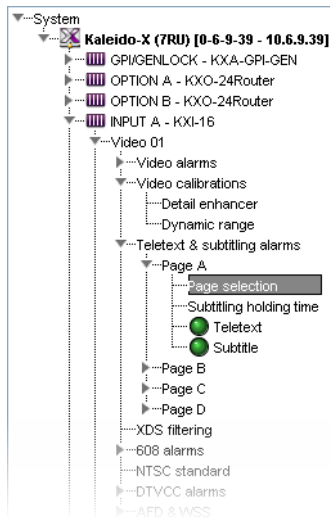 System
Kaleido-X (7RU) [0-6-9-39 - 10.6.9.39]
GPI/GENLOCK - KXA-GPI-GEN
OPTION A - KXO-24Router
OPTION B - KXO-24Router
INPUT A - KXI-16
Video 01
Video alarms
Video calibrations
Detail enhancer
Dynamic range
Teletext & subtitling alarms
Page A
Page selection
Subtitling holding time
Teletext
Subtitle
Page B
Page C
Page D
XDS filtering
608 alarms
NTSC standard
DTVCC alarms
AFD & WSS